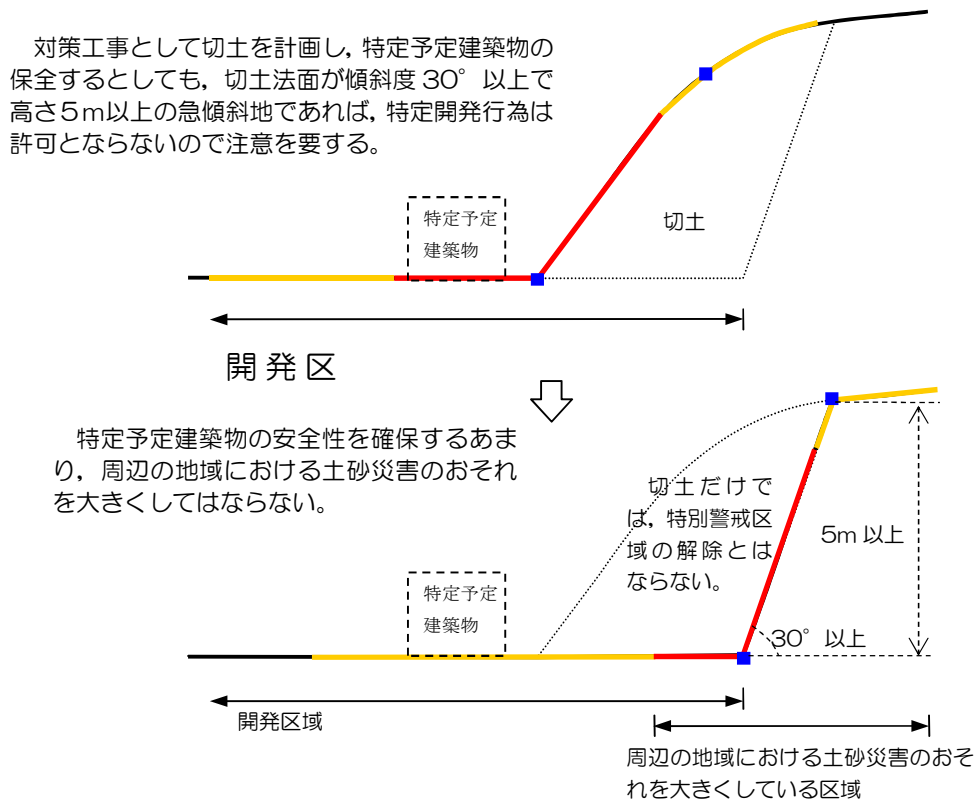 対策工事として切土を計画し，特定予定建築物の
保全するとしても，切土法面が傾斜度 30°以上で
高さ５ｍ以上の急傾斜地であれば，特定開発行為は
許可とならないので注意を要する。
特定予定
建築物
切土
開 発 区
特定予定建築物の安全性を確保するあま
り，周辺の地域における土砂災害のおそれ
を大きくしてはならない。
切土だけで
は，特別警戒区
域の解除とは
ならない。
5m 以上
特定予定
建築物
30°以上
開発区域
周辺の地域における土砂災害のおそ
れを大きくしている区域